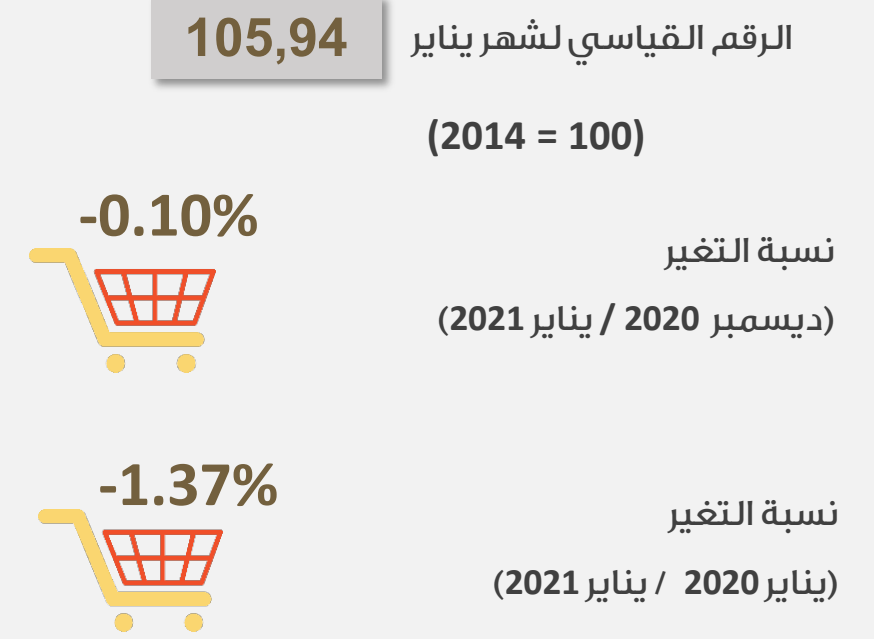 الرقم القياسي لشهر يناير 105,94
(2014 = 100)
-0.10%
نسبة التغير
(ديسمبر 2020 / يناير 2021)
-1.37%
نسبة التغير
(يناير 2020 / يناير 2021)